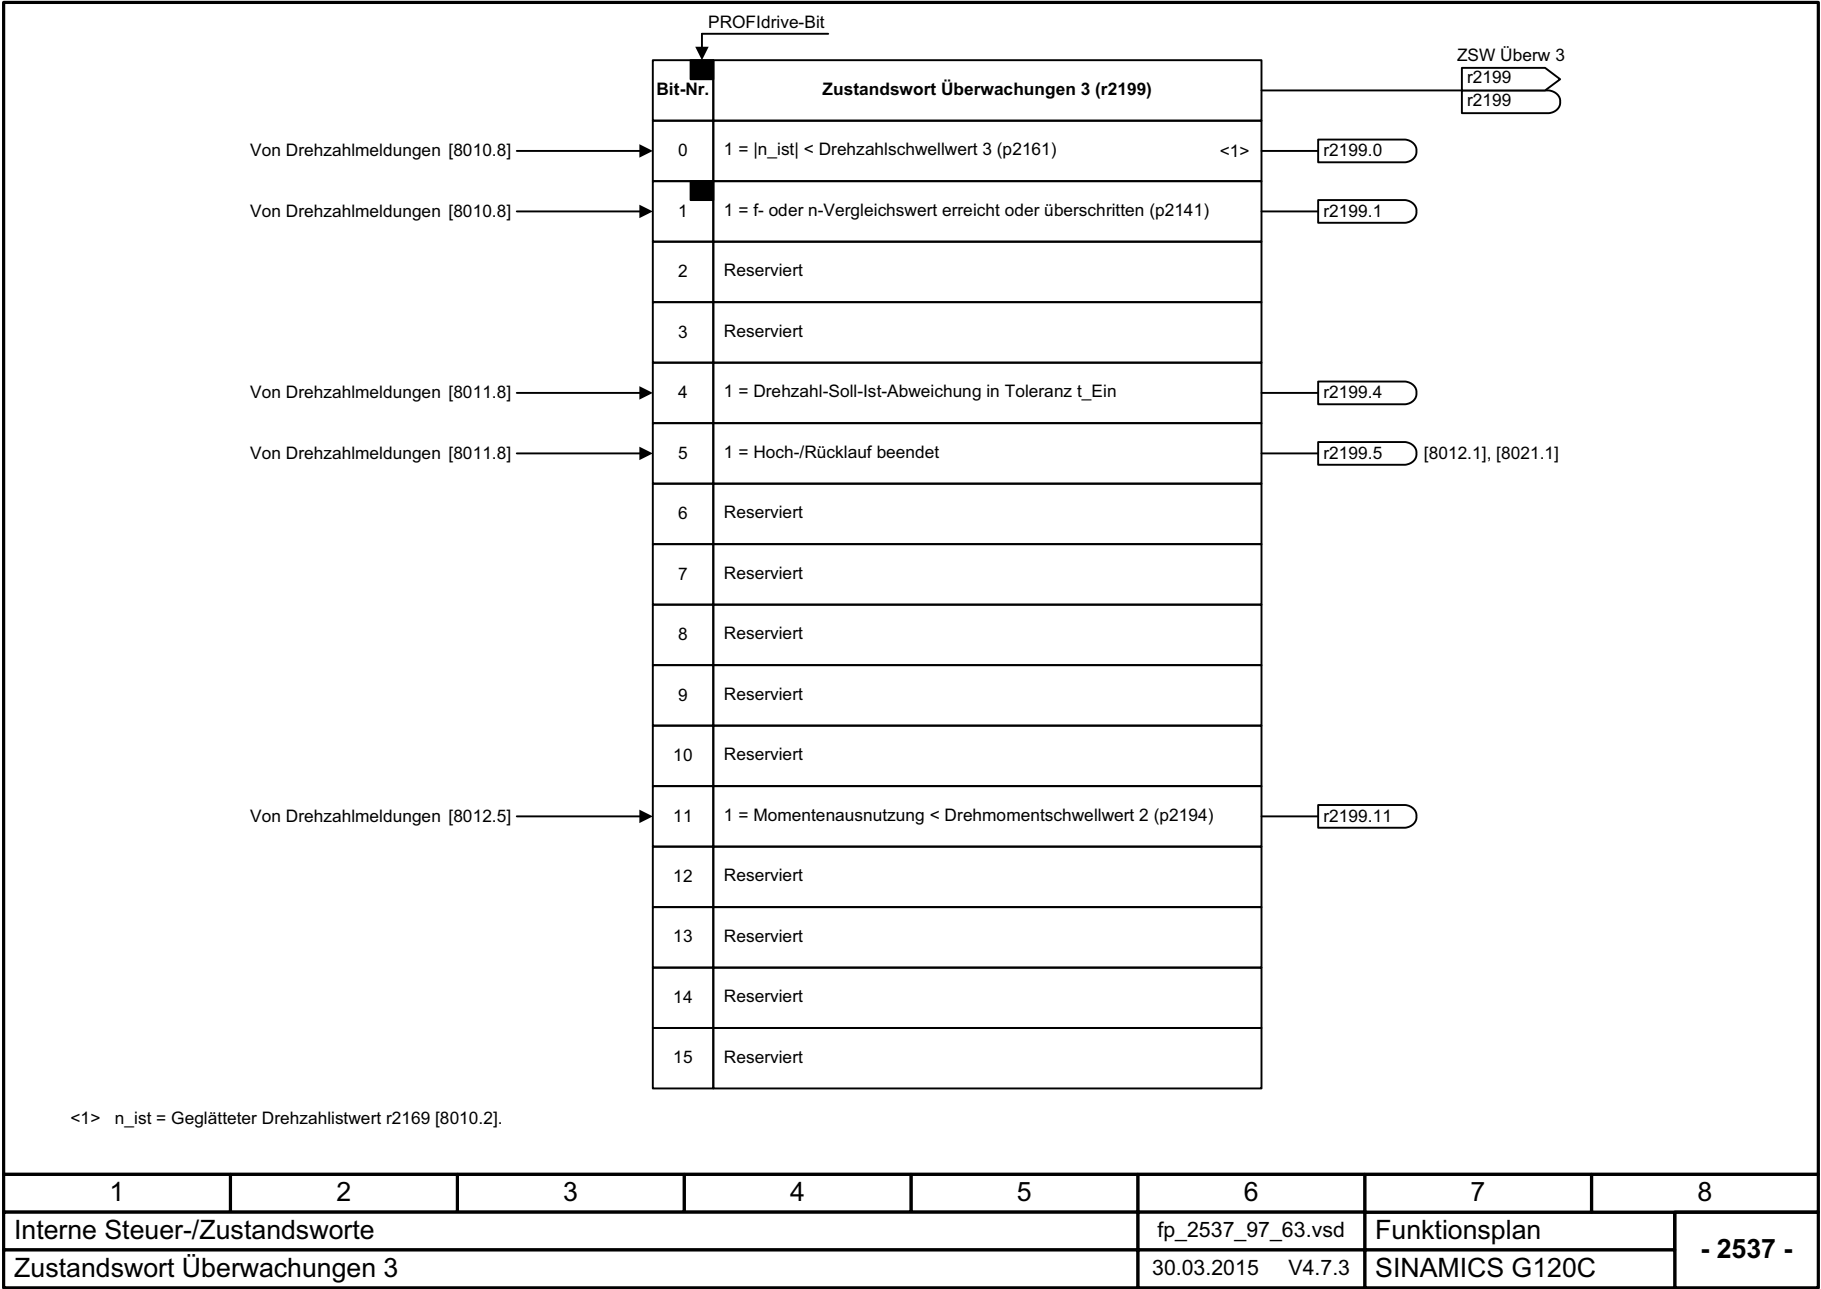 PROFIdrive-Bit
ZSW Überw 3
Bit-Nr. Zustandswort Überwachungen 3 (r2199) r2199
r2199
Von Drehzahlmeldungen [8010.8] 0 1 = |n_ist| < Drehzahlschwellwert 3 (p2161) <1> r2199.0
Von Drehzahlmeldungen [8010.8] 1 1 = f- oder n-Vergleichswert erreicht oder überschritten (p2141) r2199.1
2 Reserviert
3 Reserviert
Von Drehzahlmeldungen [8011.8] 4 1 = Drehzahl-Soll-Ist-Abweichung in Toleranz t_Ein r2199.4
Von Drehzahlmeldungen [8011.8] 5 1 = Hoch-/Rücklauf beendet r2199.5 [8012.1], [8021.1]
6 Reserviert
7 Reserviert
8 Reserviert
9 Reserviert
10 Reserviert
Von Drehzahlmeldungen [8012.5] 11 1 = Momentenausnutzung < Drehmomentschwellwert 2 (p2194) r2199.11
12 Reserviert
13 Reserviert
14 Reserviert
15 Reserviert
<1> n_ist = Geglätteter Drehzahlistwert r2169 [8010.2].
1 2 3 4 5 6 7 8
Interne Steuer-/Zustandsworte fp_2537_97_63.vsd Funktionsplan - 2537 -
Zustandswort Überwachungen 3 30.03.2015 V4.7.3 SINAMICS G120C